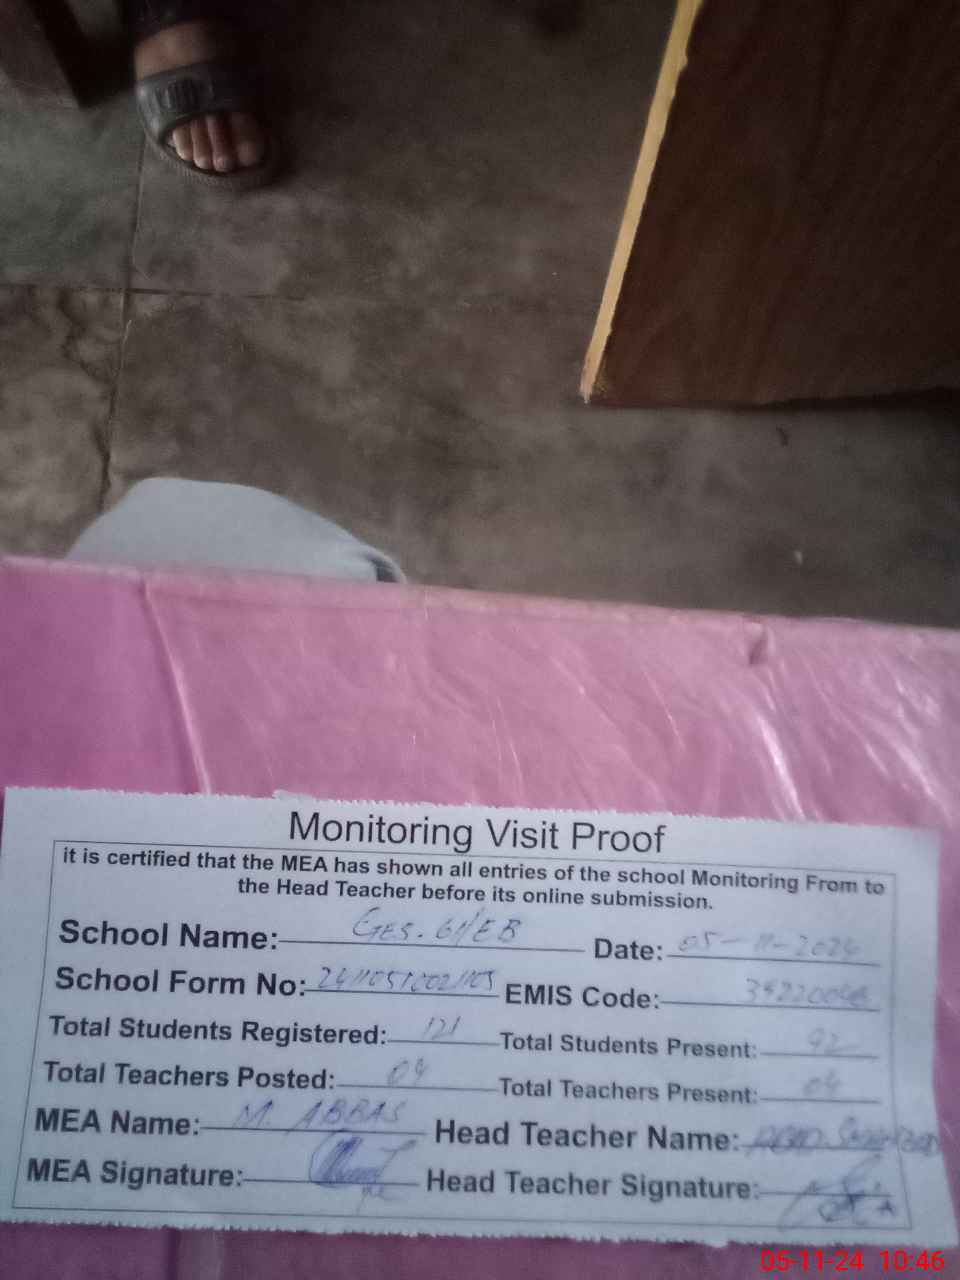 Monitoring Visit Proof
it is certified that the MEA has shown all entries of the school Monitoring From to
the Head Teacher before its online submission.
School Name: GES. 61/EB Date: 05-11-2024
School Form No: EMIS Code:
Total Students Registered: 121 Total Students Present: 92
Total Teachers Posted: 04 Total Teachers Present: 04
MEA Name: M. ABBAS Head Teacher Name:
MEA Signature: Head Teacher Signature:
05-11-24 10:46